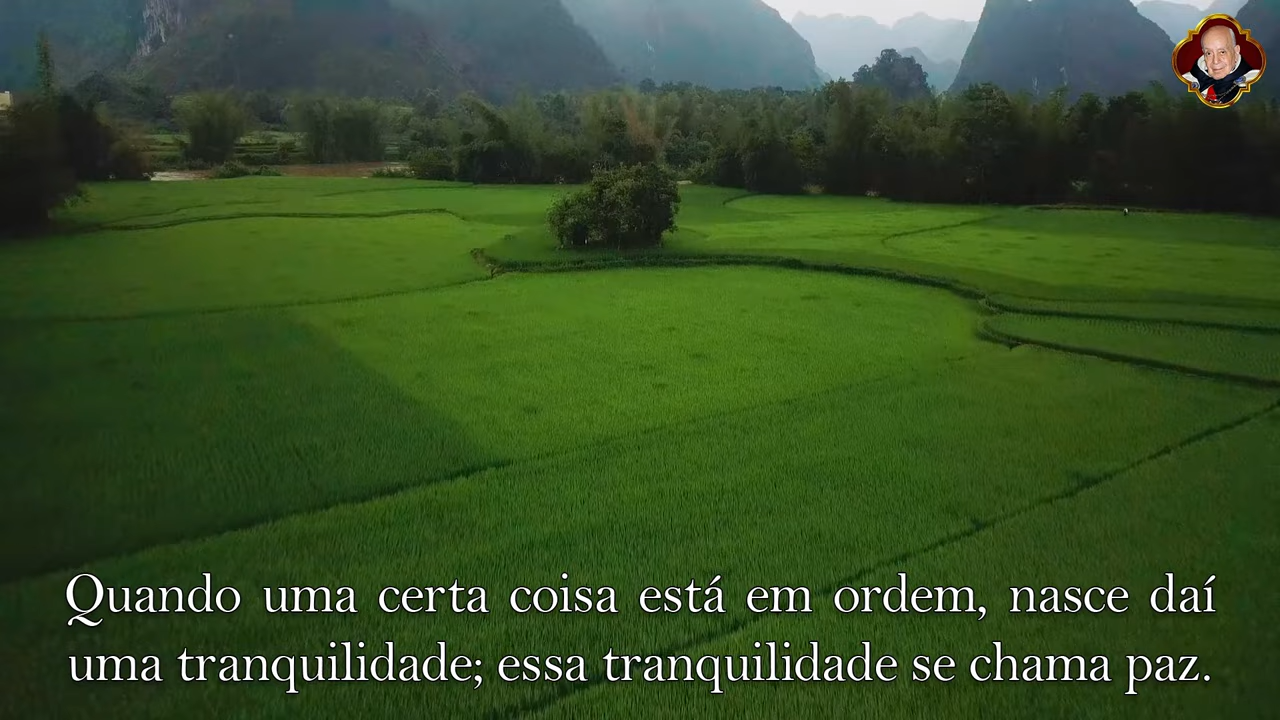 Quando uma certa coisa está em ordem, nasce daí
uma tranquilidade; essa tranquilidade se chama paz.